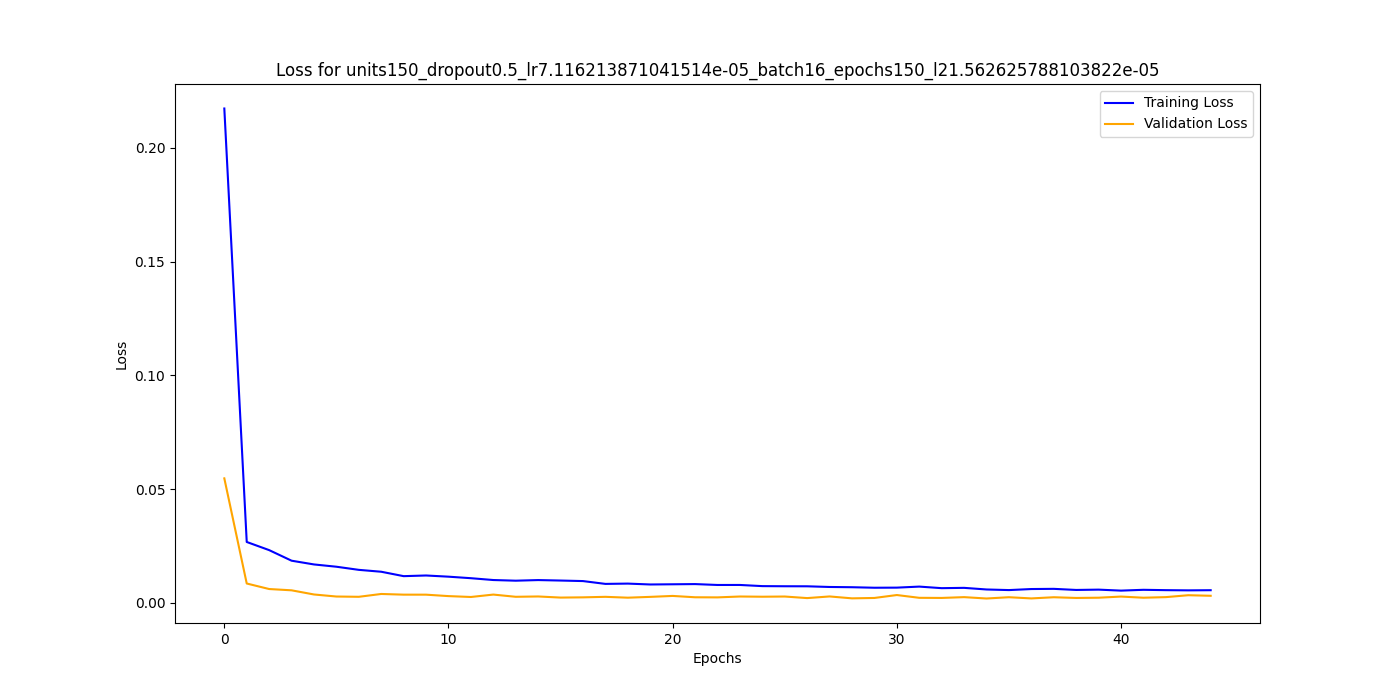 Loss for units150_dropout0.5_lr7.116213871041514e-05_batch16_epochs150_l21.562625788103822e-05
Training Loss
Validation Loss
0.20
0.15
0.10
0.05
0.00
Loss
0 10 20 30 40
Epochs